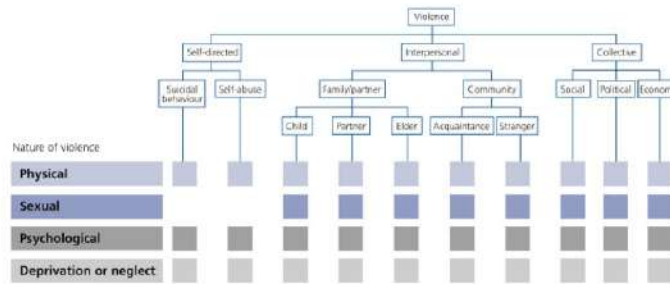 Violence
Self-directed
Interpersonal
Collective
Suicidal
behaviour
Self-abuse
Family/partner
Community
Social
Political
Econom
Child
Partner
Elder
Acquaintance
Stranger
Nature of violence
Physical
Sexual
Psychological
Deprivation or neglect